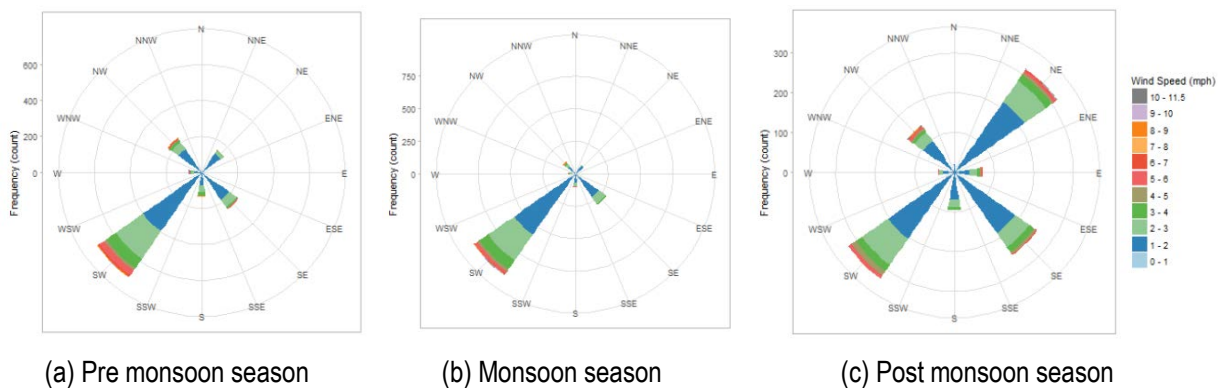 N
NNE
NE
ENE
E
ESE
SE
SSE
S
SSW
SW
WSW
W
WNW
NW
NNW
Frequency (count)
600
400
200
0
(a) Pre monsoon season
N
NNE
NE
ENE
E
ESE
SE
SSE
S
SSW
SW
WSW
W
WNW
NW
NNW
Frequency (count)
750
500
250
0
(b) Monsoon season
N
NNE
NE
ENE
E
ESE
SE
SSE
S
SSW
SW
WSW
W
WNW
NW
NNW
Frequency (count)
300
200
100
0
(c) Post monsoon season
Wind Speed (mph)
10 - 11.5
9 - 10
8 - 9
7 - 8
6 - 7
5 - 6
4 - 5
3 - 4
2 - 3
1 - 2
0 - 1